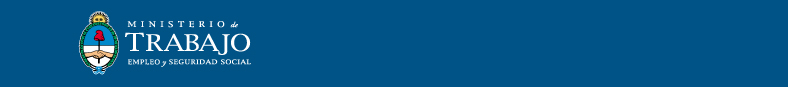 MINISTERIO de
TRABAJO
EMPLEO y SEGURIDAD SOCIAL